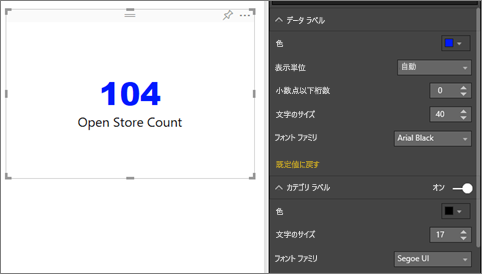 104
Open Store Count
データ ラベル
色
表示単位 自動
小数点以下桁数 0
文字のサイズ 40
フォント ファミリ Arial Black
既定値に戻す
カテゴリ ラベル オン
色
文字のサイズ 17
フォント ファミリ Segoe UI